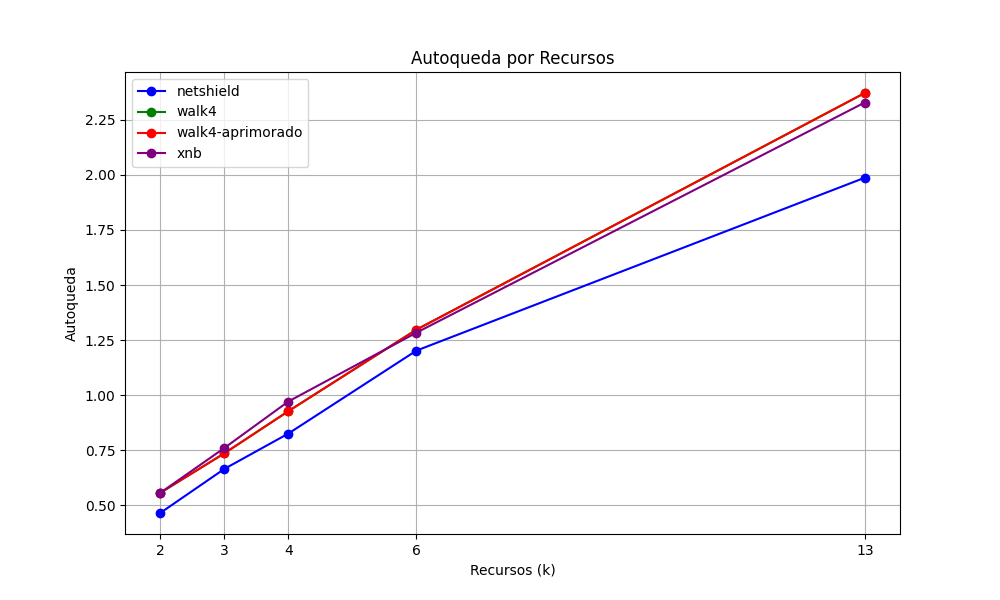 Autoqueda por Recursos
netshield
walk4
walk4-aprimorado
xnb
Autoqueda
2.25
2.00
1.75
1.50
1.25
1.00
0.75
0.50
2 3 4 6 13
Recursos (k)